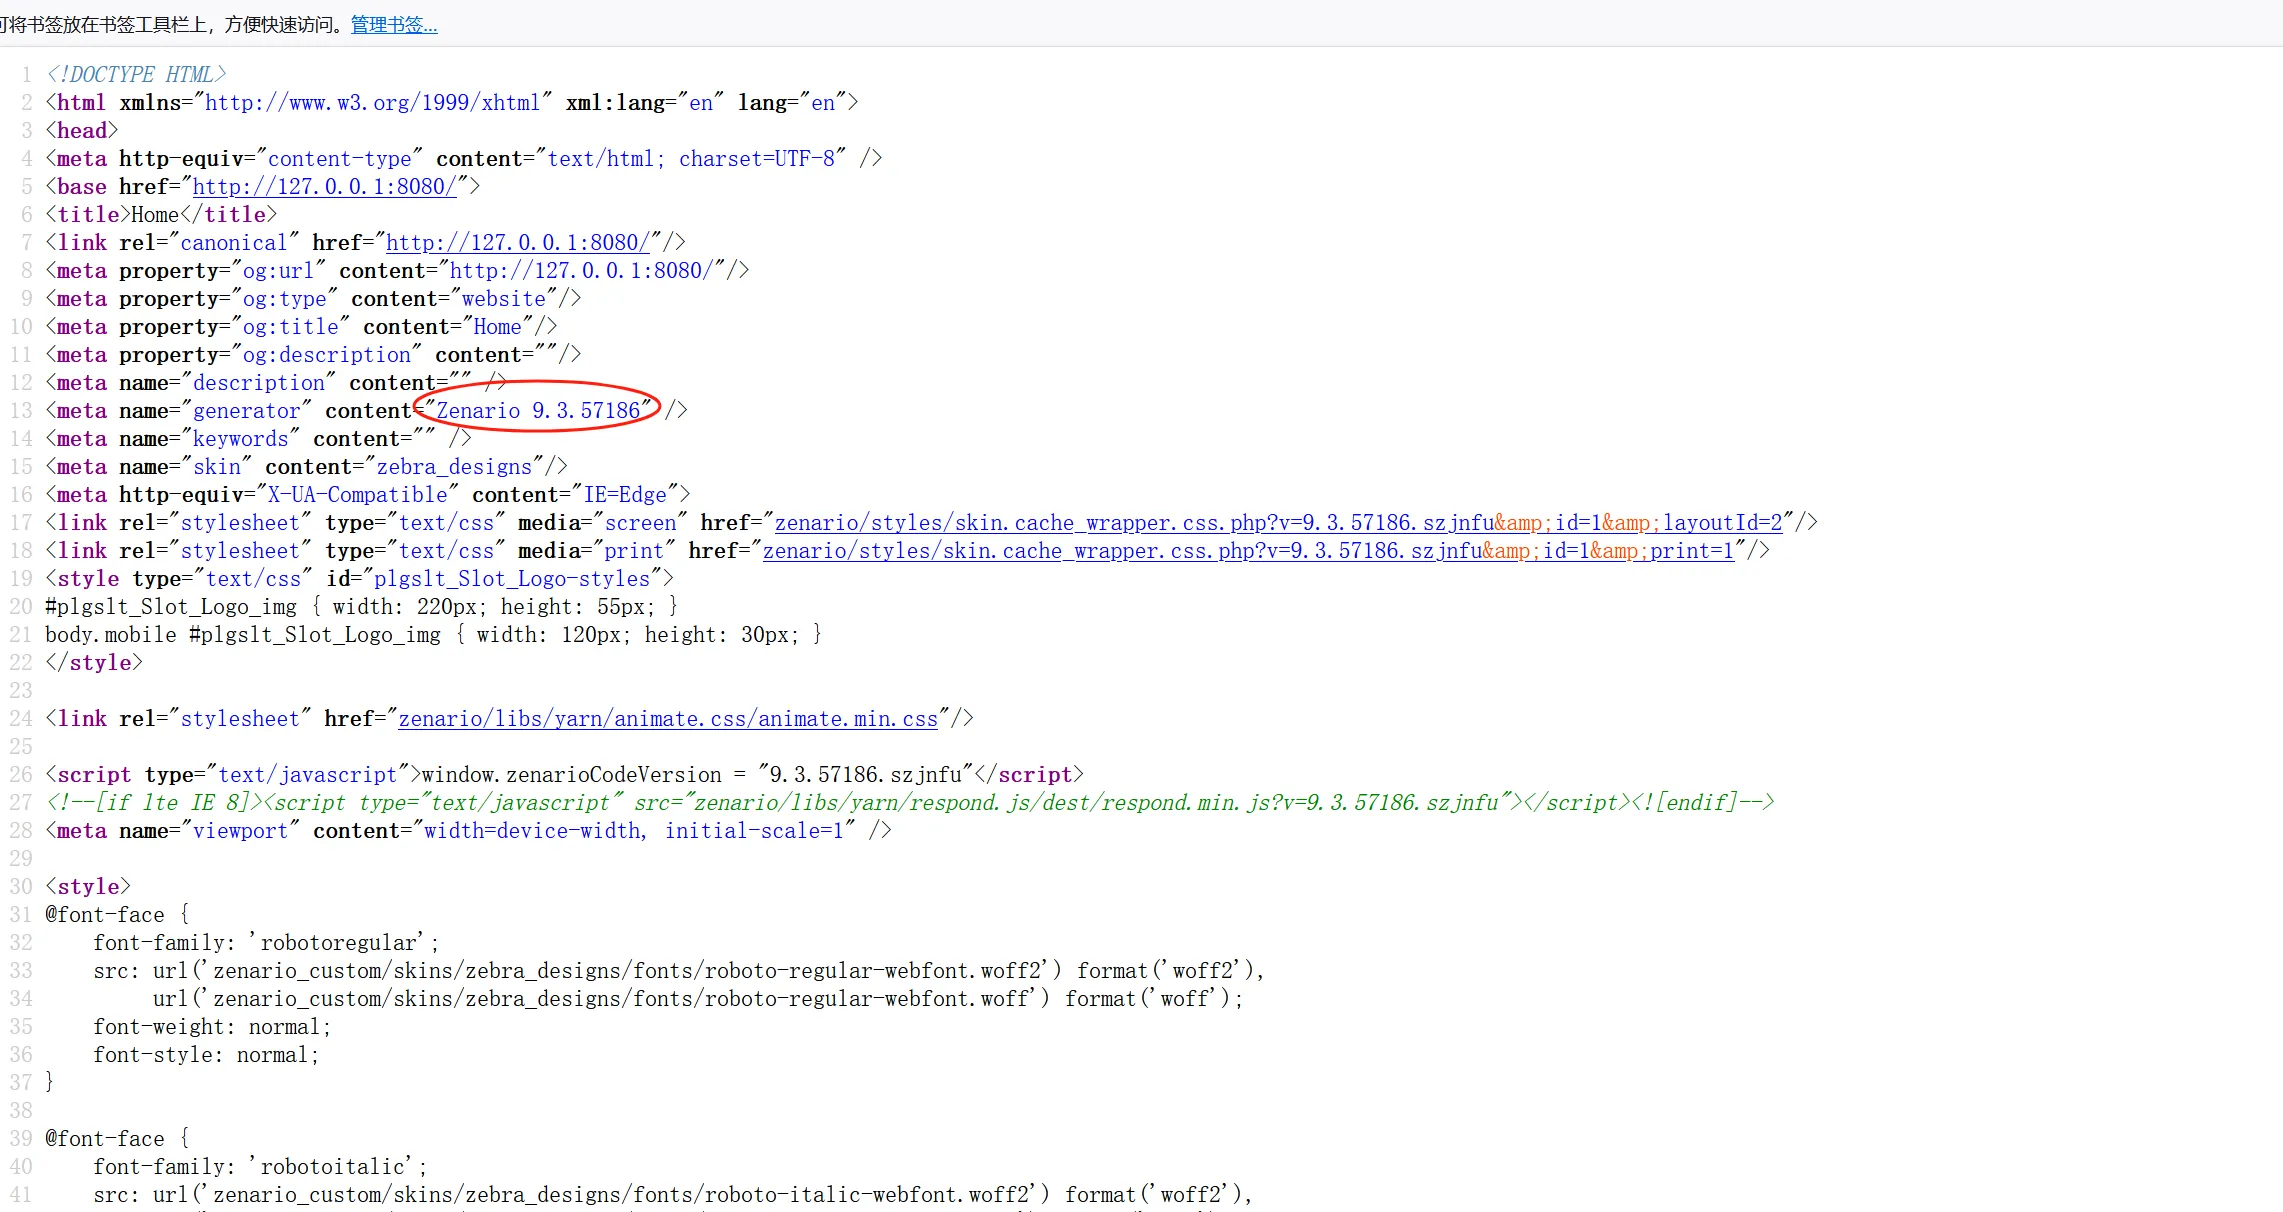 可将书签放在书签工具栏上，方便快速访问。管理书签...
1 <!DOCTYPE HTML>
2 <html xmlns="http://www.w3.org/1999/xhtml" xml:lang="en" lang="en">
3 <head>
4 <meta http-equiv="content-type" content="text/html; charset=UTF-8" />
5 <base href="http://127.0.0.1:8080/">
6 <title>Home</title>
7 <link rel="canonical" href="http://127.0.0.1:8080/"/>
8 <meta property="og:url" content="http://127.0.0.1:8080/"/>
9 <meta property="og:type" content="website"/>
10 <meta property="og:title" content="Home"/>
11 <meta property="og:description" content=""/>
12 <meta name="description" content="" />
13 <meta name="generator" content="Zenario 9.3.57186" />
14 <meta name="keywords" content="" />
15 <meta name="skin" content="zebra_designs"/>
16 <meta http-equiv="X-UA-Compatible" content="IE=Edge">
17 <link rel="stylesheet" type="text/css" media="screen" href="zenario/styles/skin.cache_wrapper.css.php?v=9.3.57186.szjnfu&amp;id=1&amp;layoutId=2"/>
18 <link rel="stylesheet" type="text/css" media="print" href="zenario/styles/skin.cache_wrapper.css.php?v=9.3.57186.szjnfu&amp;id=1&amp;print=1"/>
19 <style type="text/css" id="plgslt_Slot_Logo-styles">
20 #plgslt_Slot_Logo_img { width: 220px; height: 55px; }
21 body.mobile #plgslt_Slot_Logo_img { width: 120px; height: 30px; }
22 </style>
23
24 <link rel="stylesheet" href="zenario/libs/yarn/animate.css/animate.min.css"/>
25
26 <script type="text/javascript">window.zenarioCodeVersion = "9.3.57186.szjnfu"</script>
27 <!--[if lte IE 8]><script type="text/javascript" src="zenario/libs/yarn/respond.js/dest/respond.min.js?v=9.3.57186.szjnfu"></script><![endif]-->
28 <meta name="viewport" content="width=device-width, initial-scale=1" />
29
30 <style>
31 @font-face {
32     font-family: 'robotoregular';
33     src: url('zenario_custom/skins/zebra_designs/fonts/roboto-regular-webfont.woff2') format('woff2'),
34          url('zenario_custom/skins/zebra_designs/fonts/roboto-regular-webfont.woff') format('woff');
35     font-weight: normal;
36     font-style: normal;
37 }
38
39 @font-face {
40     font-family: 'robotoitalic';
41     src: url('zenario_custom/skins/zebra_designs/fonts/roboto-italic-webfont.woff2') format('woff2'),